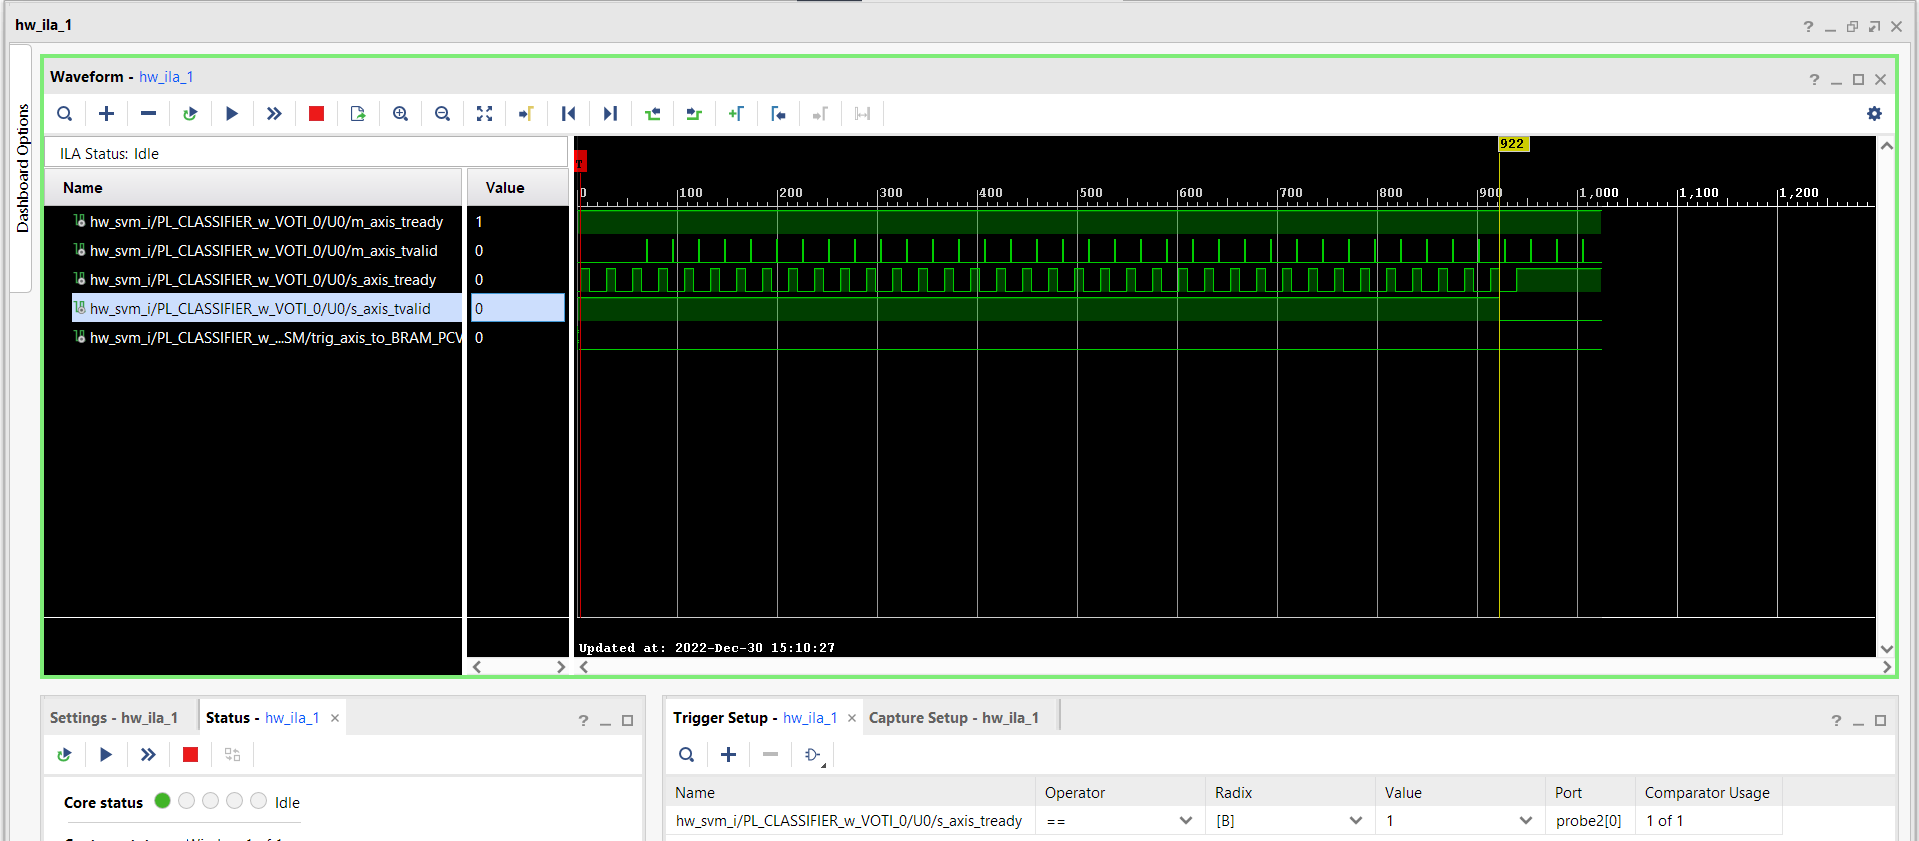 hw_ila_1
Dashboard Options
Waveform - hw_ila_1
ILA Status: Idle
Name Value
hw_svm_i/PL_CLASSIFIER_w_VOTI_0/U0/m_axis_tready 1
hw_svm_i/PL_CLASSIFIER_w_VOTI_0/U0/m_axis_tvalid 0
hw_svm_i/PL_CLASSIFIER_w_VOTI_0/U0/s_axis_tready 0
hw_svm_i/PL_CLASSIFIER_w_VOTI_0/U0/s_axis_tvalid 0
hw_svm_i/PL_CLASSIFIER_w_...SM/trig_axis_to_BRAM_PCV 0
922
T
0 100 200 300 400 500 600 700 800 900 1,000 1,100 1,200
Updated at: 2022-Dec-30 15:10:27
Settings - hw_ila_1 Status - hw_ila_1
Core status Idle
Trigger Setup - hw_ila_1 Capture Setup - hw_ila_1
Name Operator Radix Value Port Comparator Usage
hw_svm_i/PL_CLASSIFIER_w_VOTI_0/U0/s_axis_tready == [B] 1 probe2[0] 1 of 1